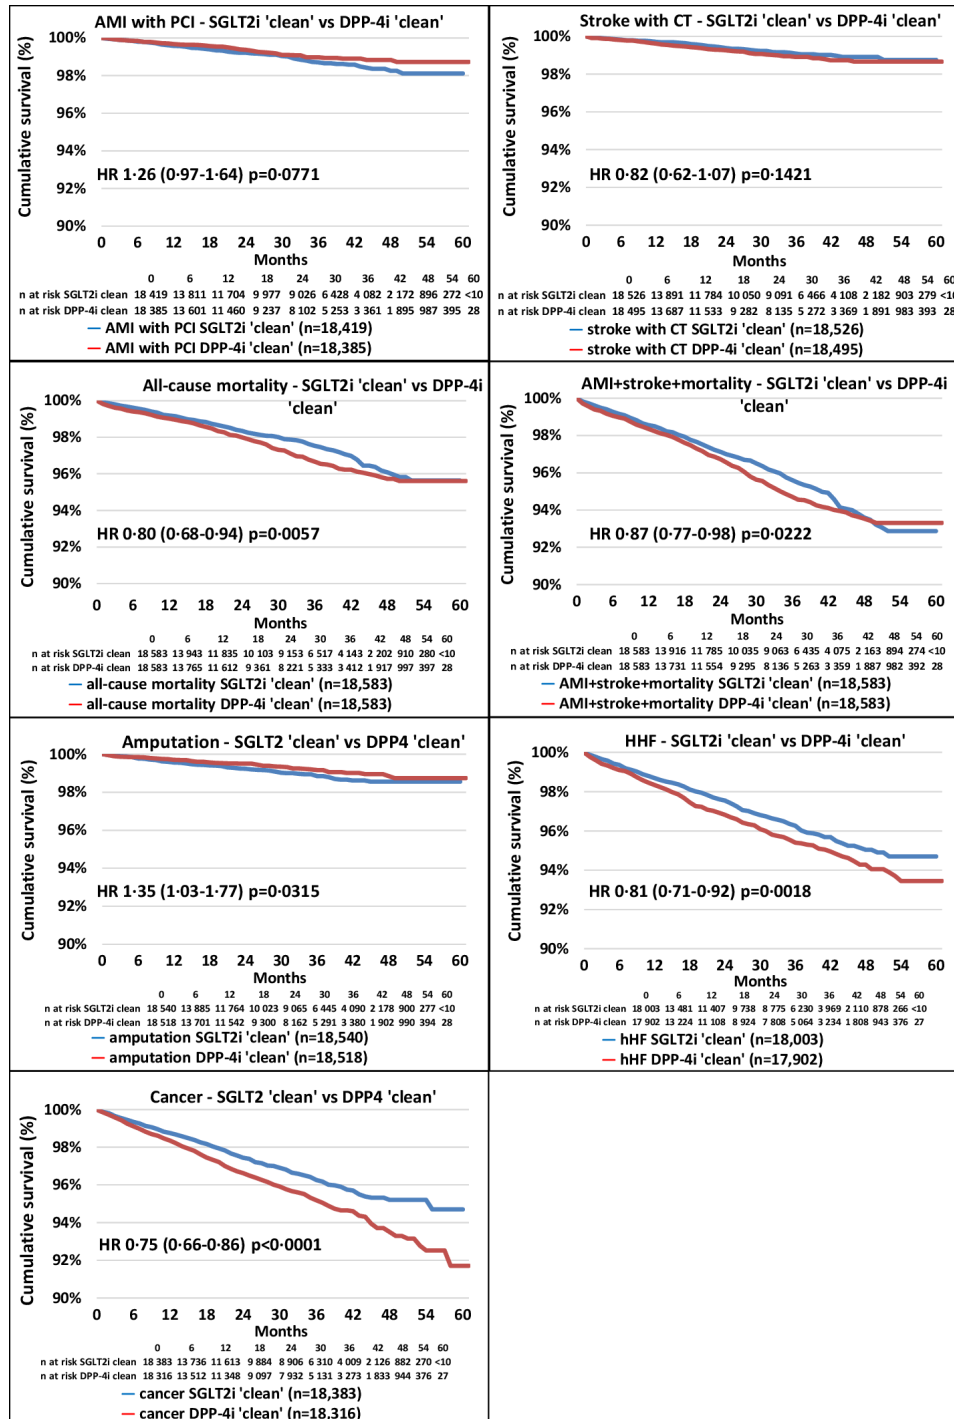 AMI with PCI - SGLT2i 'clean' vs DPP-4i 'clean'
Cumulative survival (%)
100%
98%
96%
94%
92%
90%
HR 1·26 (0·97-1·64) p=0·0771
0 6 12 18 24 30 36 42 48 54 60
Months
0 6 12 18 24 30 36 42 48 54 60
n at risk SGLT2i clean 18 419 13 811 11 704 9 977 9 026 6 428 4 082 2 172 896 272 <10
n at risk DPP-4i clean 18 385 13 601 11 460 9 237 8 102 5 253 3 361 1 895 987 395 28
AMI with PCI SGLT2i 'clean' (n=18,419)
AMI with PCI DPP-4i 'clean' (n=18,385)
Stroke with CT - SGLT2i 'clean' vs DPP-4i 'clean'
Cumulative survival (%)
100%
98%
96%
94%
92%
90%
HR 0·82 (0·62-1·07) p=0·1421
0 6 12 18 24 30 36 42 48 54 60
Months
0 6 12 18 24 30 36 42 48 54 60
n at risk SGLT2i clean 18 526 13 891 11 784 10 050 9 091 6 466 4 108 2 182 903 279 <10
n at risk DPP-4i clean 18 495 13 687 11 533 9 282 8 135 5 272 3 369 1 891 983 393 28
stroke with CT SGLT2i 'clean' (n=18,526)
stroke with CT DPP-4i 'clean' (n=18,495)
All-cause mortality - SGLT2i 'clean' vs DPP-4i
'clean'
Cumulative survival (%)
100%
98%
96%
94%
92%
90%
HR 0·80 (0·68-0·94) p=0·0057
0 6 12 18 24 30 36 42 48 54 60
Months
0 6 12 18 24 30 36 42 48 54 60
n at risk SGLT2i clean 18 583 13 943 11 835 10 103 9 153 6 517 4 143 2 202 910 280 <10
n at risk DPP-4i clean 18 583 13 765 11 612 9 361 8 221 5 333 3 412 1 917 997 397 28
all-cause mortality SGLT2i 'clean' (n=18,583)
all-cause mortality DPP-4i 'clean' (n=18,583)
AMI+stroke+mortality - SGLT2i 'clean' vs DPP-4i
'clean'
Cumulative survival (%)
100%
98%
96%
94%
92%
90%
HR 0·87 (0·77-0·98) p=0·0222
0 6 12 18 24 30 36 42 48 54 60
Months
0 6 12 18 24 30 36 42 48 54 60
n at risk SGLT2i clean 18 583 13 916 11 785 10 035 9 063 6 435 4 075 2 163 894 274 <10
n at risk DPP-4i clean 18 583 13 731 11 554 9 295 8 136 5 263 3 359 1 887 982 392 28
AMI+stroke+mortality SGLT2i 'clean' (n=18,583)
AMI+stroke+mortality DPP-4i 'clean' (n=18,583)
Amputation - SGLT2 'clean' vs DPP4 'clean'
Cumulative survival (%)
100%
98%
96%
94%
92%
90%
HR 1·35 (1·03-1·77) p=0·0315
0 6 12 18 24 30 36 42 48 54 60
Months
0 6 12 18 24 30 36 42 48 54 60
n at risk SGLT2i clean 18 540 13 885 11 764 10 023 9 065 6 445 4 090 2 178 900 277 <10
n at risk DPP-4i clean 18 518 13 701 11 542 9 300 8 162 5 291 3 380 1 902 990 394 28
amputation SGLT2i 'clean' (n=18,540)
amputation DPP-4i 'clean' (n=18,518)
HHF - SGLT2i 'clean' vs DPP-4i 'clean'
Cumulative survival (%)
100%
98%
96%
94%
92%
90%
HR 0·81 (0·71-0·92) p=0·0018
0 6 12 18 24 30 36 42 48 54 60
Months
0 6 12 18 24 30 36 42 48 54 60
n at risk SGLT2i clean 18 003 13 481 11 407 9 738 8 775 6 230 3 969 2 110 878 266 <10
n at risk DPP-4i clean 17 902 13 224 11 108 8 924 7 808 5 064 3 234 1 808 943 376 27
hHF SGLT2i 'clean' (n=18,003)
hHF DPP-4i 'clean' (n=17,902)
Cancer - SGLT2 'clean' vs DPP4 'clean'
Cumulative survival (%)
100%
98%
96%
94%
92%
90%
HR 0·75 (0·66-0·86) p<0·0001
0 6 12 18 24 30 36 42 48 54 60
Months
0 6 12 18 24 30 36 42 48 54 60
n at risk SGLT2i clean 18 383 13 736 11 613 9 884 8 906 6 310 4 009 2 126 882 270 <10
n at risk DPP-4i clean 18 316 13 512 11 348 9 097 7 932 5 131 3 273 1 833 944 376 27
cancer SGLT2i 'clean' (n=18,383)
cancer DPP-4i 'clean' (n=18,316)